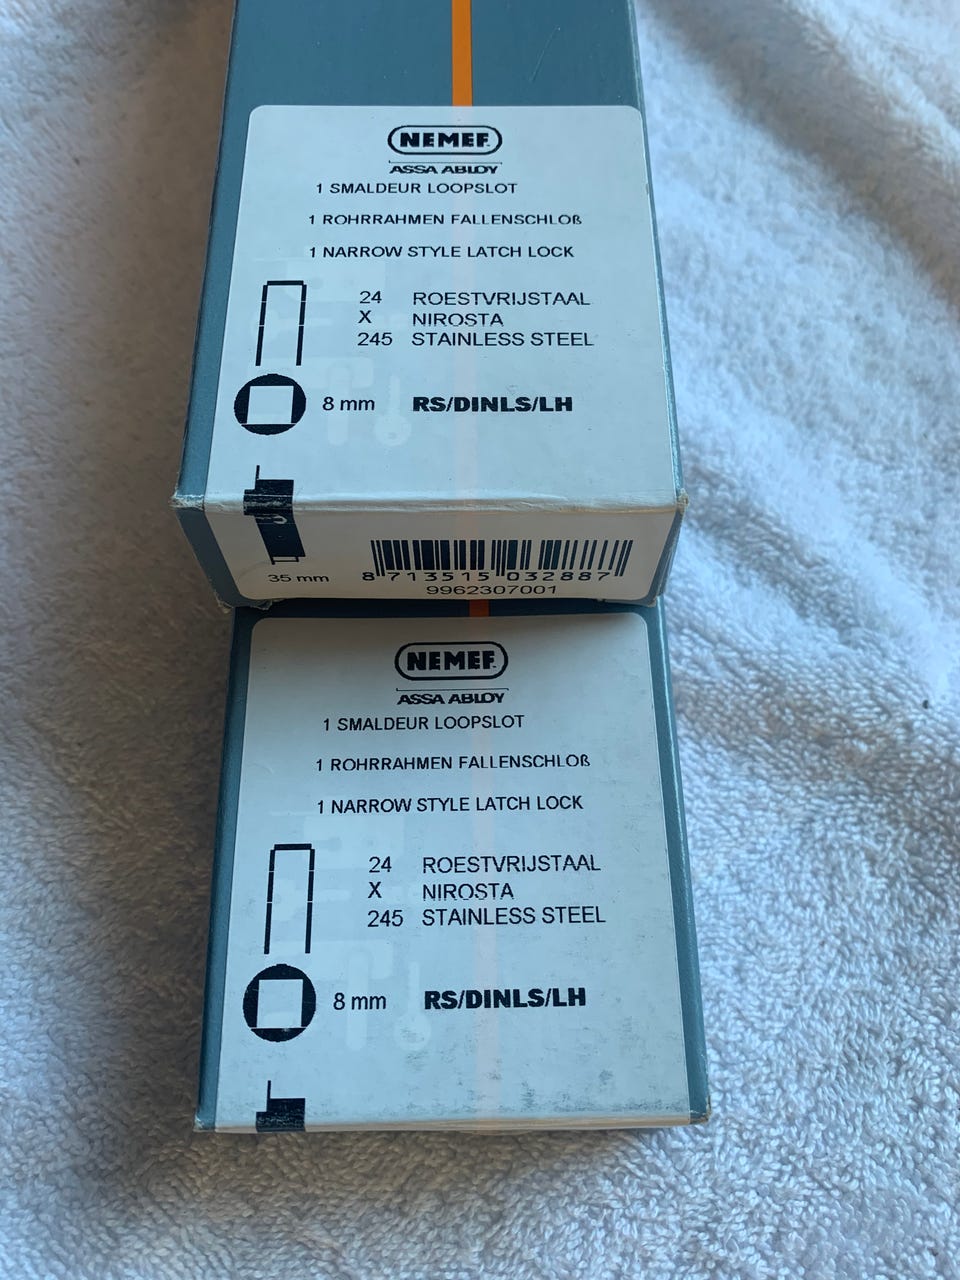 NEMEF
ASSA ABLOY
1 SMALDEUR LOOPSLOT
1 ROHRRAHMEN FALLENSCHLOß
1 NARROW STYLE LATCH LOCK
24 ROESTVRIJSTAAL
X NIROSTA
245 STAINLESS STEEL
8 mm RS/DINLS/LH
35 mm
8 713515 032887
9962307001
NEMEF
ASSA ABLOY
1 SMALDEUR LOOPSLOT
1 ROHRRAHMEN FALLENSCHLOß
1 NARROW STYLE LATCH LOCK
24 ROESTVRIJSTAAL
X NIROSTA
245 STAINLESS STEEL
8 mm RS/DINLS/LH